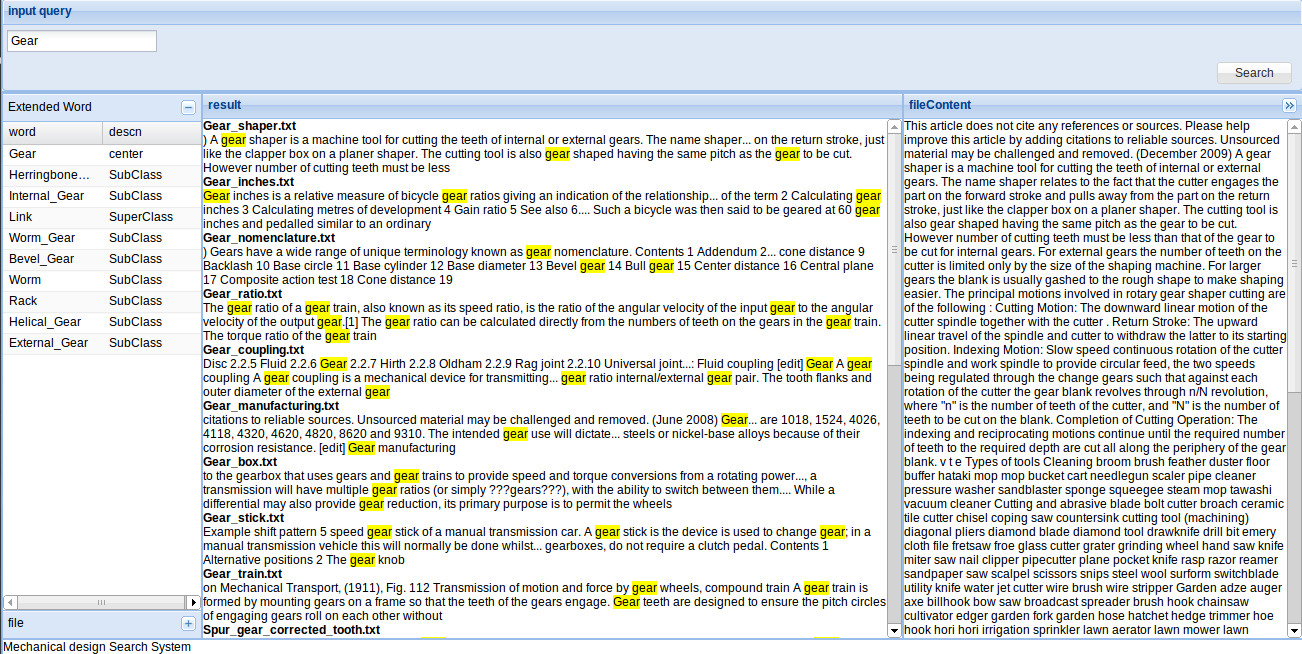 input query
Gear
Search
Extended Word
word descn
Gear center
Herringbone… SubClass
Internal_Gear SubClass
Link SuperClass
Worm_Gear SubClass
Bevel_Gear SubClass
Worm SubClass
Rack SubClass
Helical_Gear SubClass
External_Gear SubClass
file
result
Gear_shaper.txt
) A gear shaper is a machine tool for cutting the teeth of internal or external gears. The name shaper... on the return stroke, just
like the clapper box on a planer shaper. The cutting tool is also gear shaped having the same pitch as the gear to be cut.
However number of cutting teeth must be less
Gear_inches.txt
Gear inches is a relative measure of bicycle gear ratios giving an indication of the relationship... of the term 2 Calculating gear
inches 3 Calculating metres of development 4 Gain ratio 5 See also 6.... Such a bicycle was then said to be geared at 60 gear
inches and pedalled similar to an ordinary
Gear_nomenclature.txt
) Gears have a wide range of unique terminology known as gear nomenclature. Contents 1 Addendum 2... cone distance 9
Backlash 10 Base circle 11 Base cylinder 12 Base diameter 13 Bevel gear 14 Bull gear 15 Center distance 16 Central plane
17 Composite action test 18 Cone distance 19
Gear_ratio.txt
The gear ratio of a gear train, also known as its speed ratio, is the ratio of the angular velocity of the input gear to the angular
velocity of the output gear.[1] The gear ratio can be calculated directly from the numbers of teeth on the gears in the gear train.
The torque ratio of the gear train
Gear_coupling.txt
Disc 2.2.5 Fluid 2.2.6 Gear 2.2.7 Hirth 2.2.8 Oldham 2.2.9 Rag joint 2.2.10 Universal joint...: Fluid coupling [edit] Gear A gear
coupling A gear coupling is a mechanical device for transmitting... gear ratio internal/external gear pair. The tooth flanks and
outer diameter of the external gear
Gear_manufacturing.txt
citations to reliable sources. Unsourced material may be challenged and removed. (June 2008) Gear... are 1018, 1524, 4026,
4118, 4320, 4620, 4820, 8620 and 9310. The intended gear use will dictate... steels or nickel-base alloys because of their
corrosion resistance. [edit] Gear manufacturing
Gear_box.txt
to the gearbox that uses gears and gear trains to provide speed and torque conversions from a rotating power..., a
transmission will have multiple gear ratios (or simply ???gears???), with the ability to switch between them.... While a
differential may also provide gear reduction, its primary purpose is to permit the wheels
Gear_stick.txt
Example shift pattern 5 speed gear stick of a manual transmission car. A gear stick is the device is used to change gear; in a
manual transmission vehicle this will normally be done whilst... gearboxes, do not require a clutch pedal. Contents 1
Alternative positions 2 The gear knob
Gear_train.txt
on Mechanical Transport, (1911), Fig. 112 Transmission of motion and force by gear wheels, compound train A gear train is
formed by mounting gears on a frame so that the teeth of the gears engage. Gear teeth are designed to ensure the pitch circles
of engaging gears roll on each other without
Spur_gear_corrected_tooth.txt
fileContent
This article does not cite any references or sources. Please help
improve this article by adding citations to reliable sources. Unsourced
material may be challenged and removed. (December 2009) A gear
shaper is a machine tool for cutting the teeth of internal or external
gears. The name shaper relates to the fact that the cutter engages the
part on the forward stroke and pulls away from the part on the return
stroke, just like the clapper box on a planer shaper. The cutting tool is
also gear shaped having the same pitch as the gear to be cut.
However number of cutting teeth must be less than that of the gear to
be cut for internal gears. For external gears the number of teeth on the
cutter is limited only by the size of the shaping machine. For larger
gears the blank is usually gashed to the rough shape to make shaping
easier. The principal motions involved in rotary gear shaper cutting are
of the following : Cutting Motion: The downward linear motion of the
cutter spindle together with the cutter . Return Stroke: The upward
linear travel of the spindle and cutter to withdraw the latter to its starting
position. Indexing Motion: Slow speed continuous rotation of the cutter
spindle and work spindle to provide circular feed, the two speeds
being regulated through the change gears such that against each
rotation of the cutter the gear blank revolves through n/N revolution,
where "n" is the number of teeth of the cutter, and "N" is the number of
teeth to be cut on the blank. Completion of Cutting Operation: The
indexing and reciprocating motions continue until the required number
of teeth to the required depth are cut all along the periphery of the gear
blank. v t e Types of tools Cleaning broom brush feather duster floor
buffer hataki mop mop bucket cart needlegun scaler pipe cleaner
pressure washer sandblaster sponge squeegee steam mop tawashi
vacuum cleaner Cutting and abrasive blade bolt cutter broach ceramic
tile cutter chisel coping saw countersink cutting tool (machining)
diagonal pliers diamond blade diamond tool drawknife drill bit emery
cloth file fretsaw froe glass cutter grater grinding wheel hand saw knife
miter saw nail clipper pipecutter plane pocket knife rasp razor reamer
sandpaper saw scalpel scissors snips steel wool surform switchblade
utility knife water jet cutter wire brush wire stripper Garden adze auger
axe billhook bow saw broadcast spreader brush hook chainsaw
cultivator edger garden fork garden hose hatchet hedge trimmer hoe
hook hori hori irrigation sprinkler lawn aerator lawn mower lawn
Mechanical design Search System